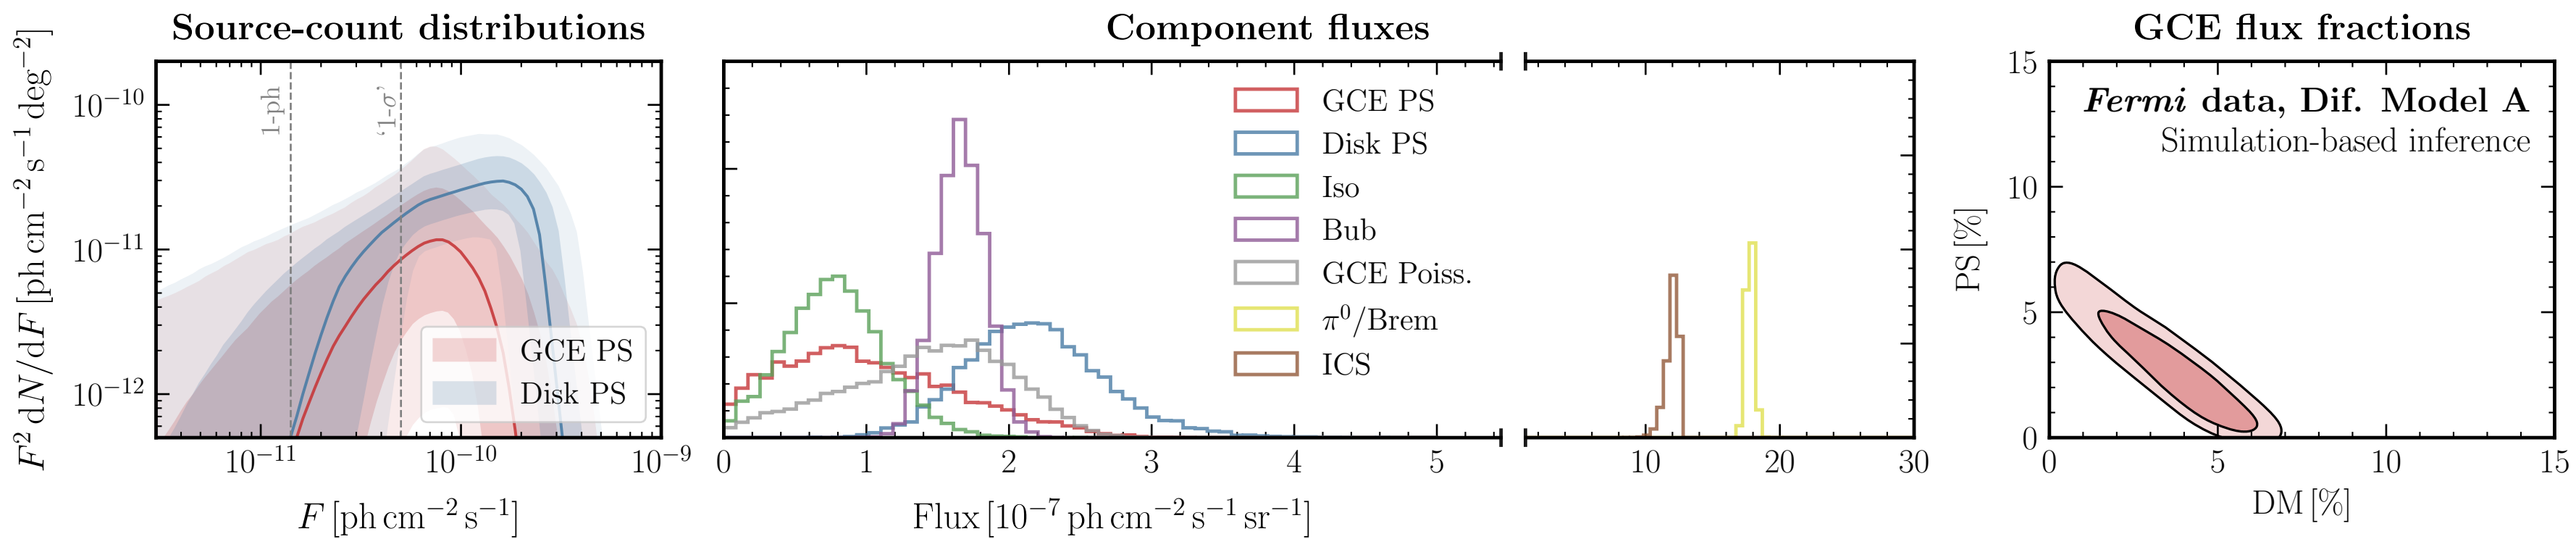 Source-count distributions
F² dN/dF [ph cm⁻² s⁻¹ deg⁻²]
10⁻¹⁰
10⁻¹¹
10⁻¹²
1-ph
‘1-σ’
GCE PS
Disk PS
10⁻¹¹ 10⁻¹⁰ 10⁻⁹
F [ph cm⁻² s⁻¹]
Component fluxes
GCE PS
Disk PS
Iso
Bub
GCE Poiss.
π⁰/Brem
ICS
0 1 2 3 4 5 10 20 30
Flux [10⁻⁷ ph cm⁻² s⁻¹ sr⁻¹]
GCE flux fractions
Fermi data, Dif. Model A
Simulation-based inference
PS [%]
15
10
5
0
0 5 10 15
DM [%]